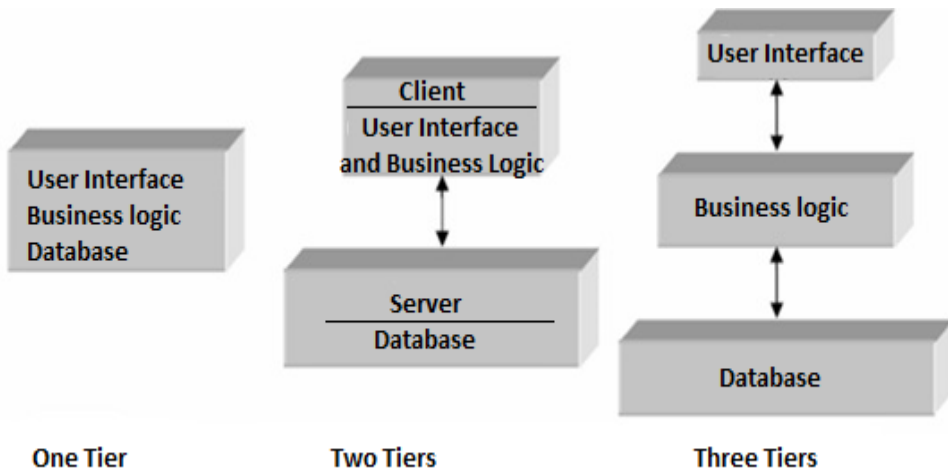 User Interface
Business logic
Database
One Tier
Client
User Interface
and Business Logic
Server
Database
Two Tiers
User Interface
Business logic
Database
Three Tiers